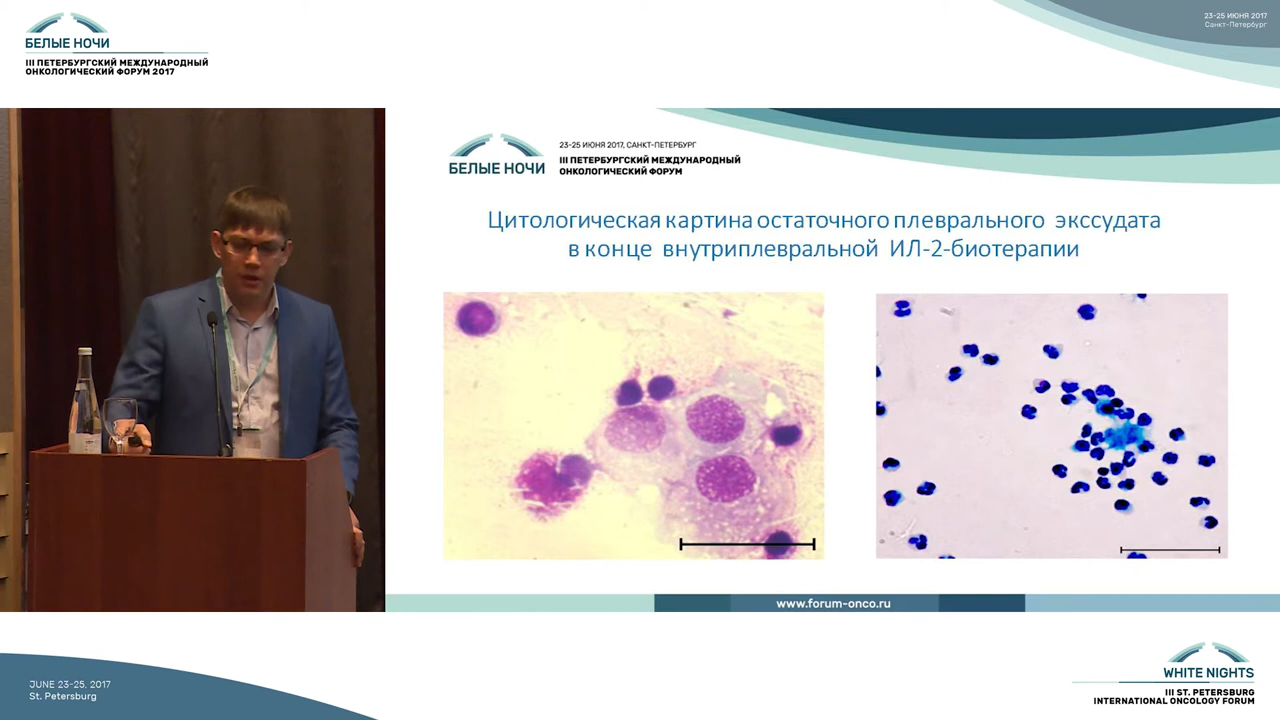 БЕЛЫЕ НОЧИ
III ПЕТЕРБУРГСКИЙ МЕЖДУНАРОДНЫЙ
ОНКОЛОГИЧЕСКИЙ ФОРУМ 2017
23-25 ИЮНЯ 2017
Санкт-Петербург
БЕЛЫЕ НОЧИ
23-25 ИЮНЯ 2017, САНКТ-ПЕТЕРБУРГ
III ПЕТЕРБУРГСКИЙ МЕЖДУНАРОДНЫЙ
ОНКОЛОГИЧЕСКИЙ ФОРУМ
Цитологическая картина остаточного плеврального экссудата
в конце внутриплевральной ИЛ-2-биотерапии
www.forum-onco.ru
JUNE 23-25, 2017
St. Petersburg
WHITE NIGHTS
III ST. PETERSBURG
INTERNATIONAL ONCOLOGY FORUM